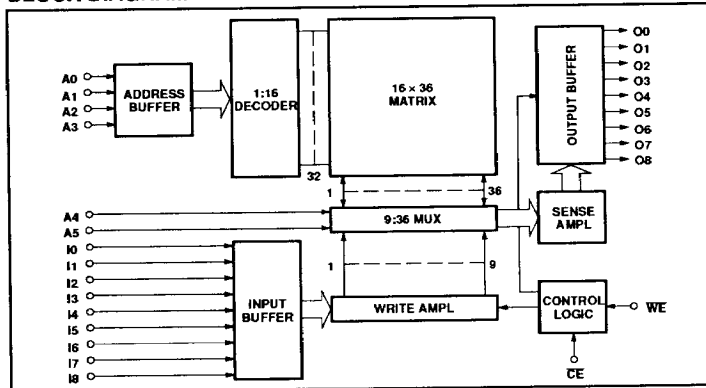 A0
A1
A2
A3
ADDRESS
BUFFER
1:16
DECODER
32
16 × 36
MATRIX
1
36
OUTPUT BUFFER
O0
O1
O2
O3
O4
O5
O6
O7
O8
A4
A5
9:36 MUX
SENSE
AMPL
I0
I1
I2
I3
I4
I5
I6
I7
I8
INPUT
BUFFER
1
9
WRITE AMPL
CONTROL
LOGIC
WE
CE